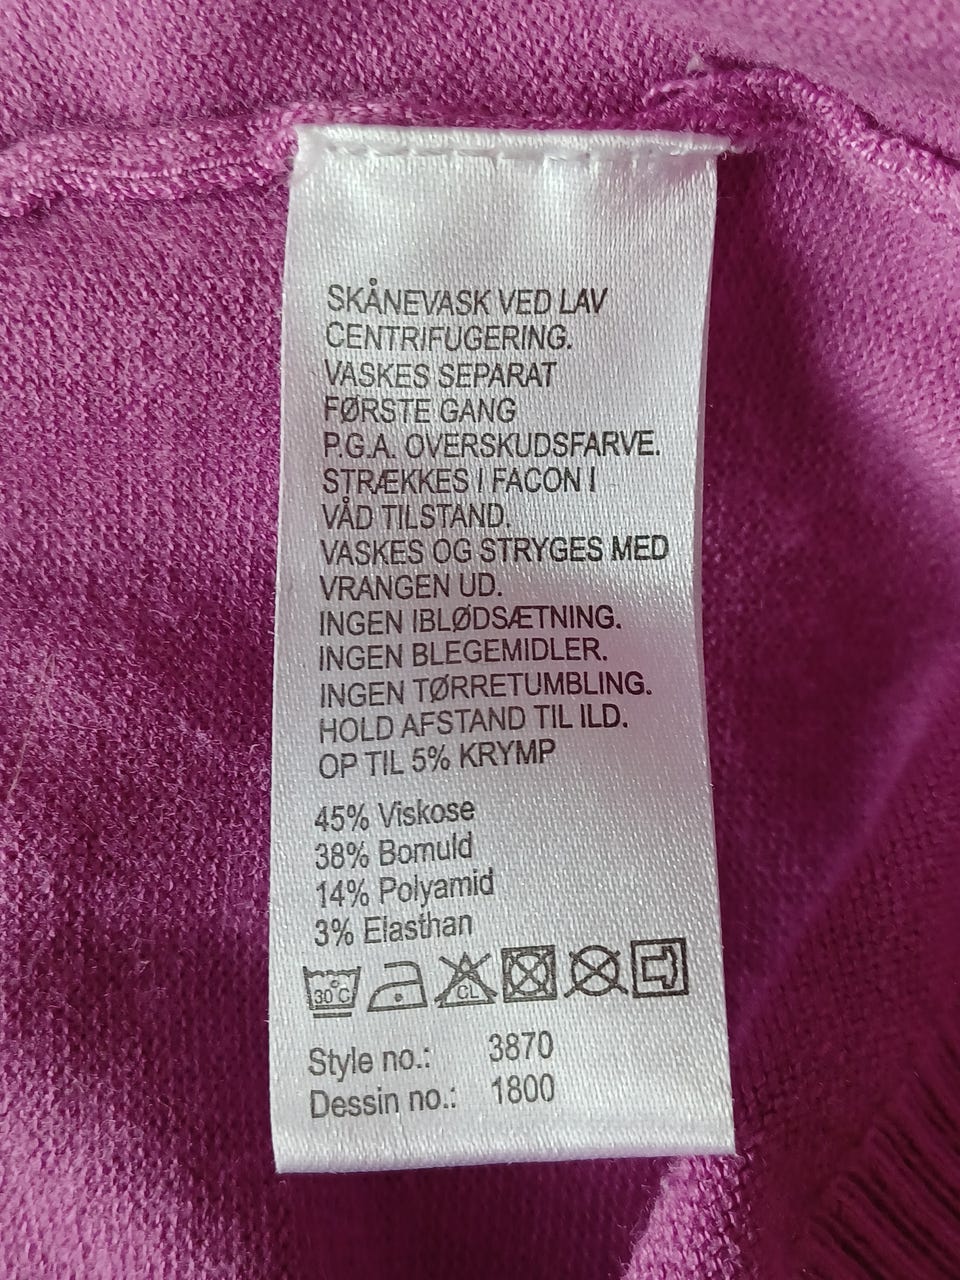 SKÅNEVASK VED LAV
CENTRIFUGERING.
VASKES SEPARAT
FØRSTE GANG
P.G.A. OVERSKUDSFARVE.
STRÆKKES I FACON I
VÅD TILSTAND.
VASKES OG STRYGES MED
VRANGEN UD.
INGEN IBLØDSÆTNING.
INGEN BLEGEMIDLER.
INGEN TØRRETUMBLING.
HOLD AFSTAND TIL ILD.
OP TIL 5% KRYMP
45% Viskose
38% Bomuld
14% Polyamid
3% Elasthan
30°C CL
Style no.: 3870
Dessin no.: 1800